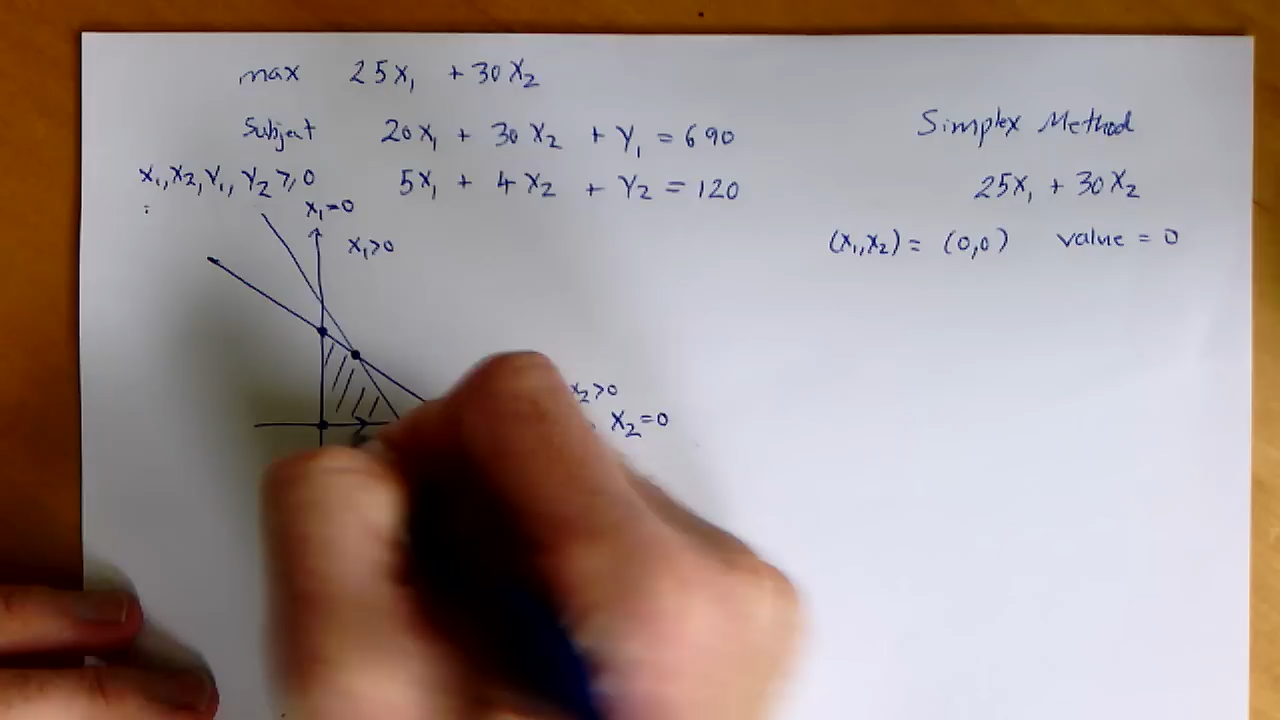 max 25x₁ + 30x₂
Subject 20x₁ + 30x₂ + y₁ = 690
x₁, x₂, y₁, y₂ ≥ 0 5x₁ + 4x₂ + y₂ = 120
x₁=0
x₁>0
x₂>0
x₂=0
Simplex Method
25x₁ + 30x₂
(x₁,x₂) = (0,0) value = 0